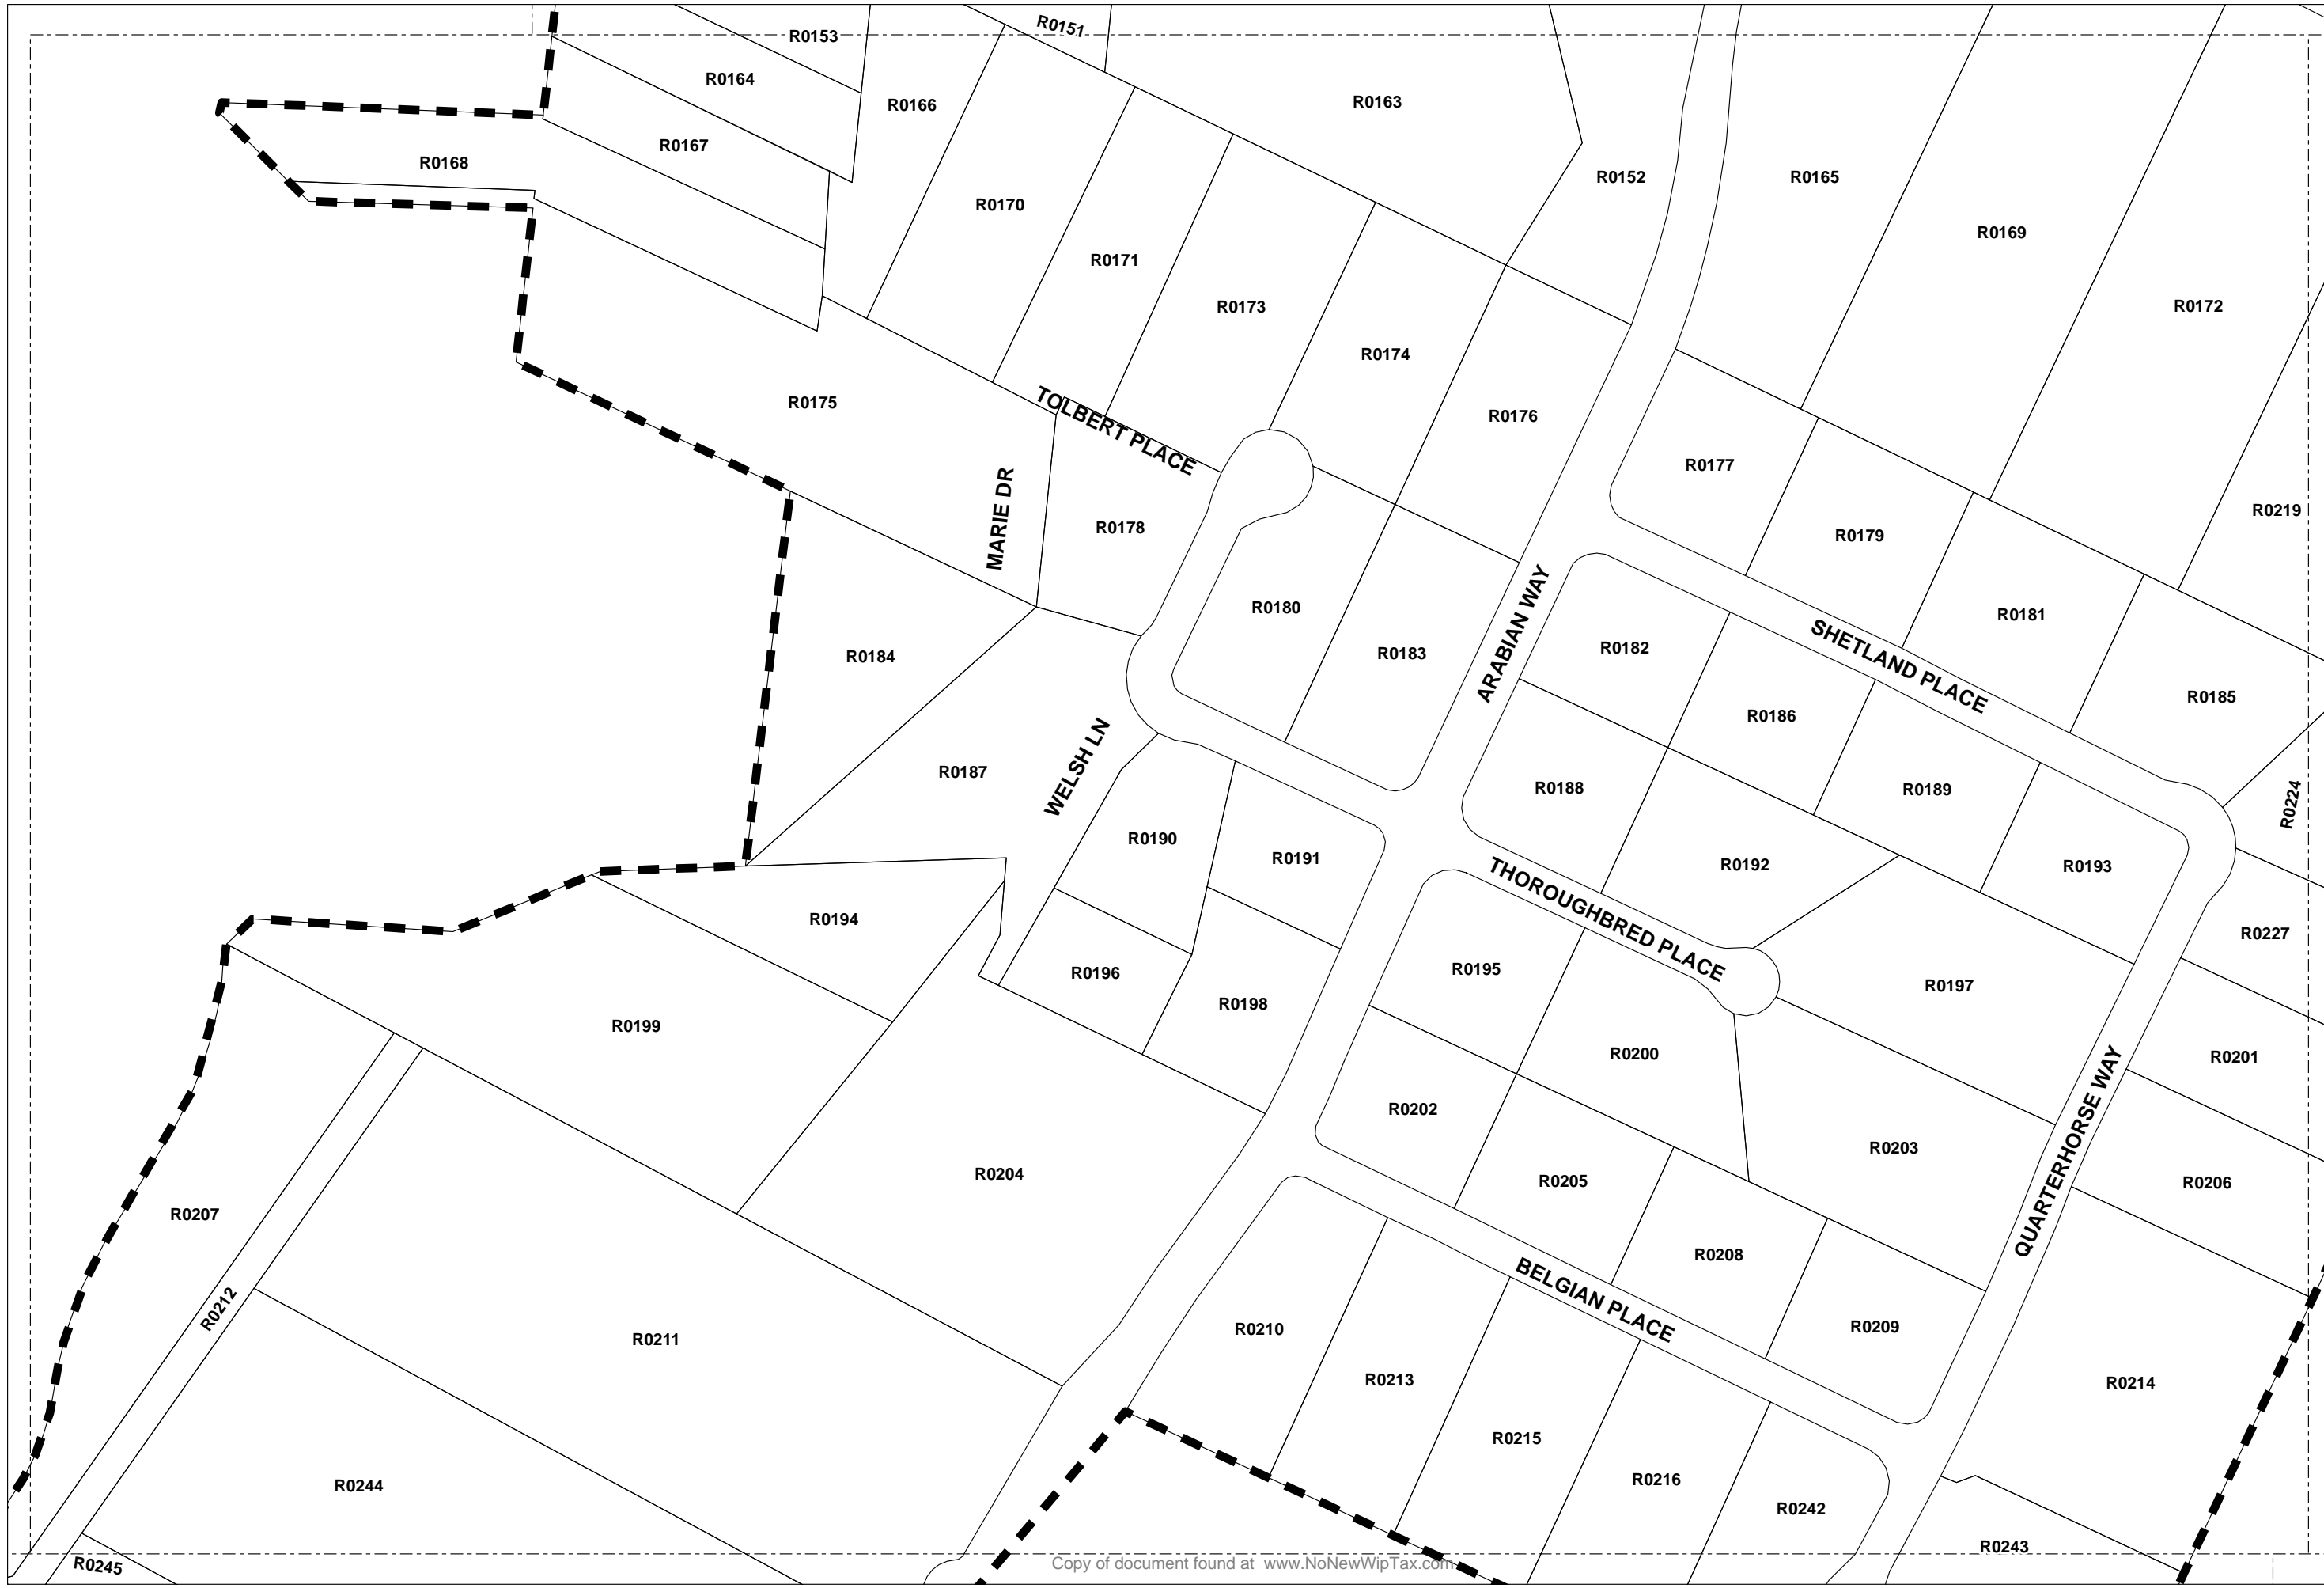 R0151
R0153
R0164
R0166
R0163
R0167
R0168
R0152
R0165
R0170
R0169
R0171
R0173
R0172
R0174
R0175
TOLBERT PLACE
R0176
R0177
R0219
MARIE DR
R0178
R0179
R0180
ARABIAN WAY
R0181
R0182
SHETLAND PLACE
R0183
R0184
R0185
R0186
WELSH LN
R0187
R0188
R0189
R0224
R0190
R0191
R0192
R0193
THOROUGHBRED PLACE
R0194
R0227
R0195
R0196
R0197
R0198
R0199
R0200
R0201
R0202
QUARTERHORSE WAY
R0203
R0204
R0205
R0206
R0207
R0208
BELGIAN PLACE
R0212
R0209
R0210
R0211
R0213
R0214
R0215
R0216
R0244
R0242
R0243
R0245
Copy of document found at www.NoNewWipTax.com